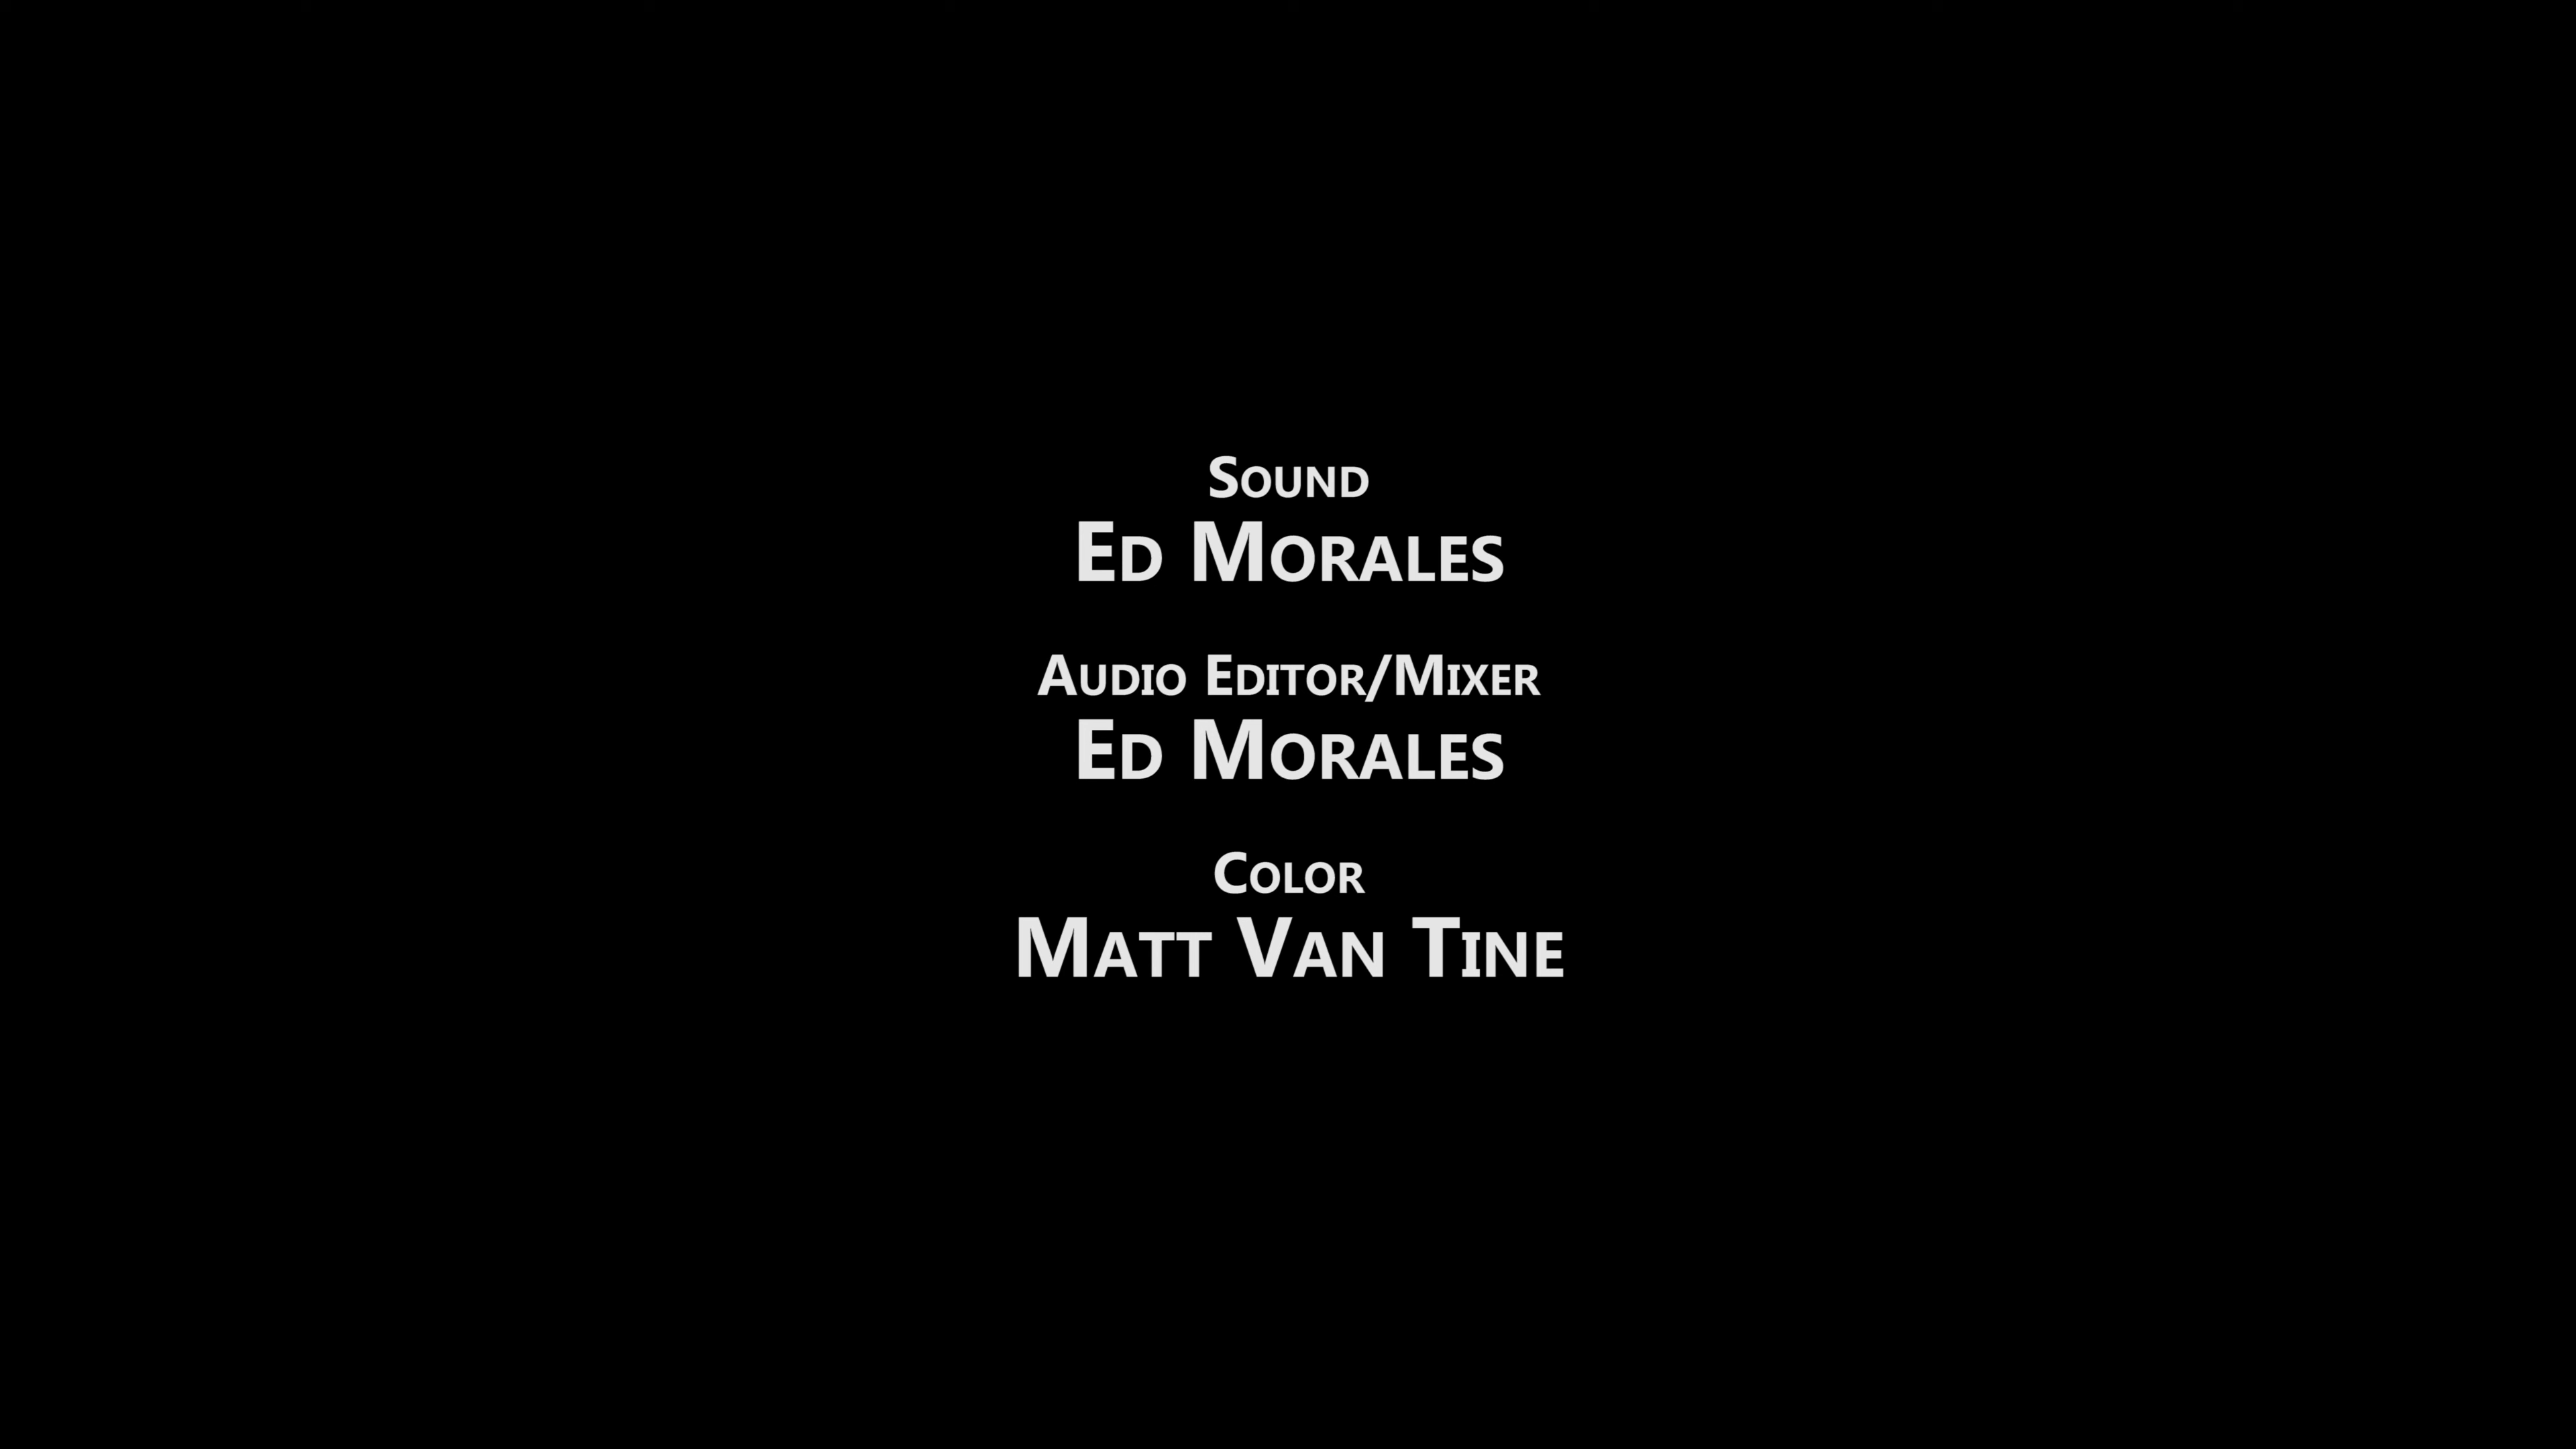 Sound
Ed Morales
Audio Editor/Mixer
Ed Morales
Color
Matt Van Tine